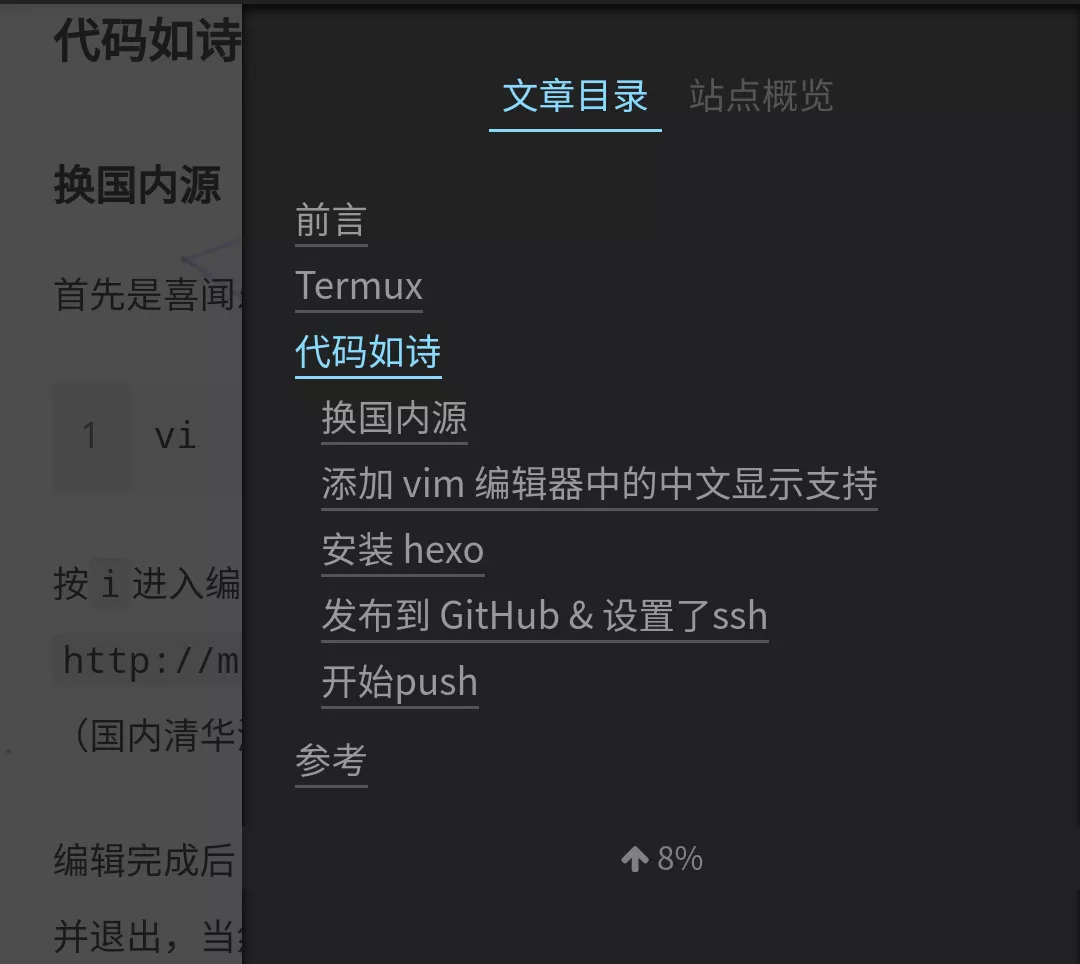 代码如诗
换国内源
首先是喜闻
1 vi
按 i 进入编
http://m
（国内清华
编辑完成后
并退出，当
文章目录 站点概览
前言
Termux
代码如诗
换国内源
添加 vim 编辑器中的中文显示支持
安装 hexo
发布到 GitHub & 设置了ssh
开始push
参考
8%